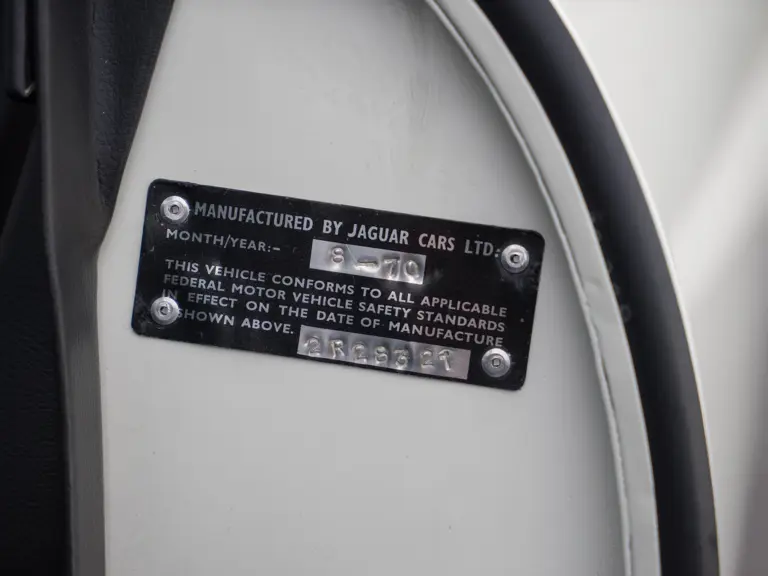 MANUFACTURED BY JAGUAR CARS LTD:
MONTH/YEAR:- 8-70
THIS VEHICLE CONFORMS TO ALL APPLICABLE
FEDERAL MOTOR VEHICLE SAFETY STANDARDS
IN EFFECT ON THE DATE OF MANUFACTURE
SHOWN ABOVE.